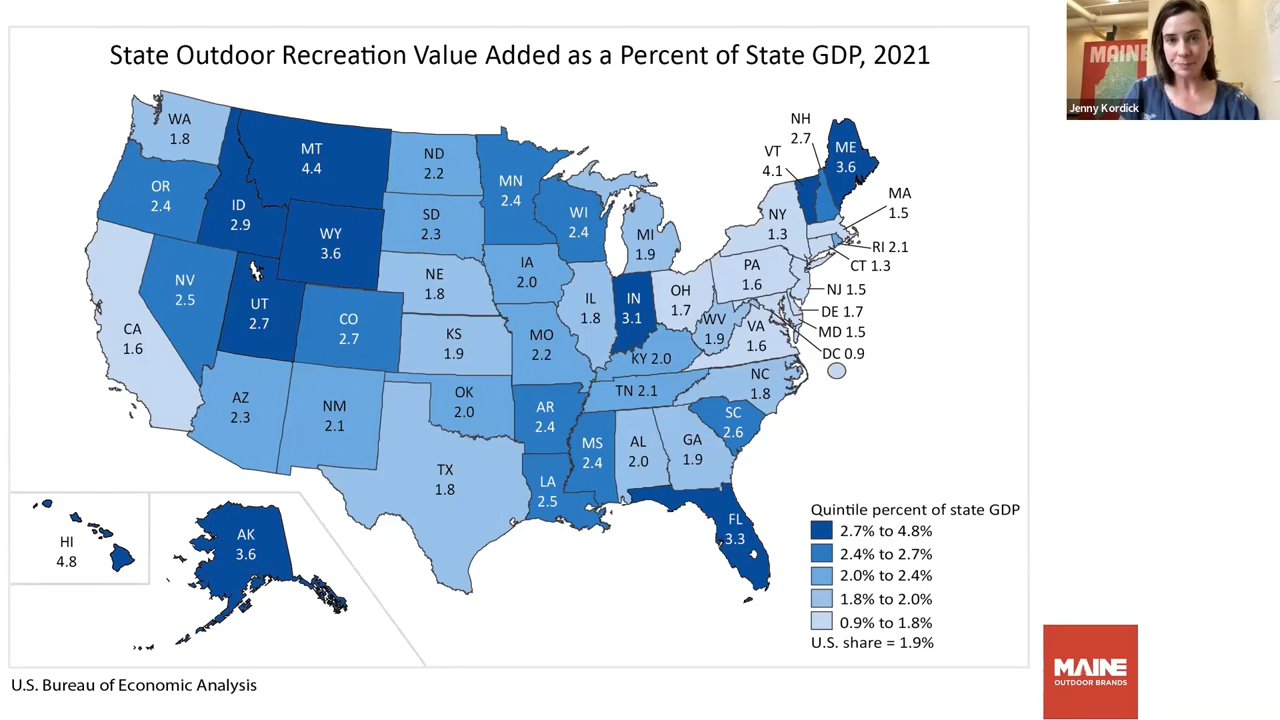 State Outdoor Recreation Value Added as a Percent of State GDP, 2021
MAINE
Jenny Kordick
WA
1.8
MT
4.4
ND
2.2
MN
2.4
OR
2.4
ID
2.9
WY
3.6
SD
2.3
WI
2.4
MI
1.9
NH
2.7
VT
4.1
ME
3.6
MA
1.5
NY
1.3
RI 2.1
CT 1.3
PA
1.6
NJ 1.5
DE 1.7
MD 1.5
DC 0.9
NV
2.5
UT
2.7
CO
2.7
NE
1.8
IA
2.0
IL
1.8
IN
3.1
OH
1.7
WV
1.9
VA
1.6
CA
1.6
KS
1.9
MO
2.2
KY 2.0
NC
1.8
TN 2.1
AZ
2.3
NM
2.1
OK
2.0
AR
2.4
SC
2.6
MS
2.4
AL
2.0
GA
1.9
TX
1.8
LA
2.5
FL
3.3
HI
4.8
AK
3.6
Quintile percent of state GDP
2.7% to 4.8%
2.4% to 2.7%
2.0% to 2.4%
1.8% to 2.0%
0.9% to 1.8%
U.S. share = 1.9%
U.S. Bureau of Economic Analysis
MAINE
OUTDOOR BRANDS